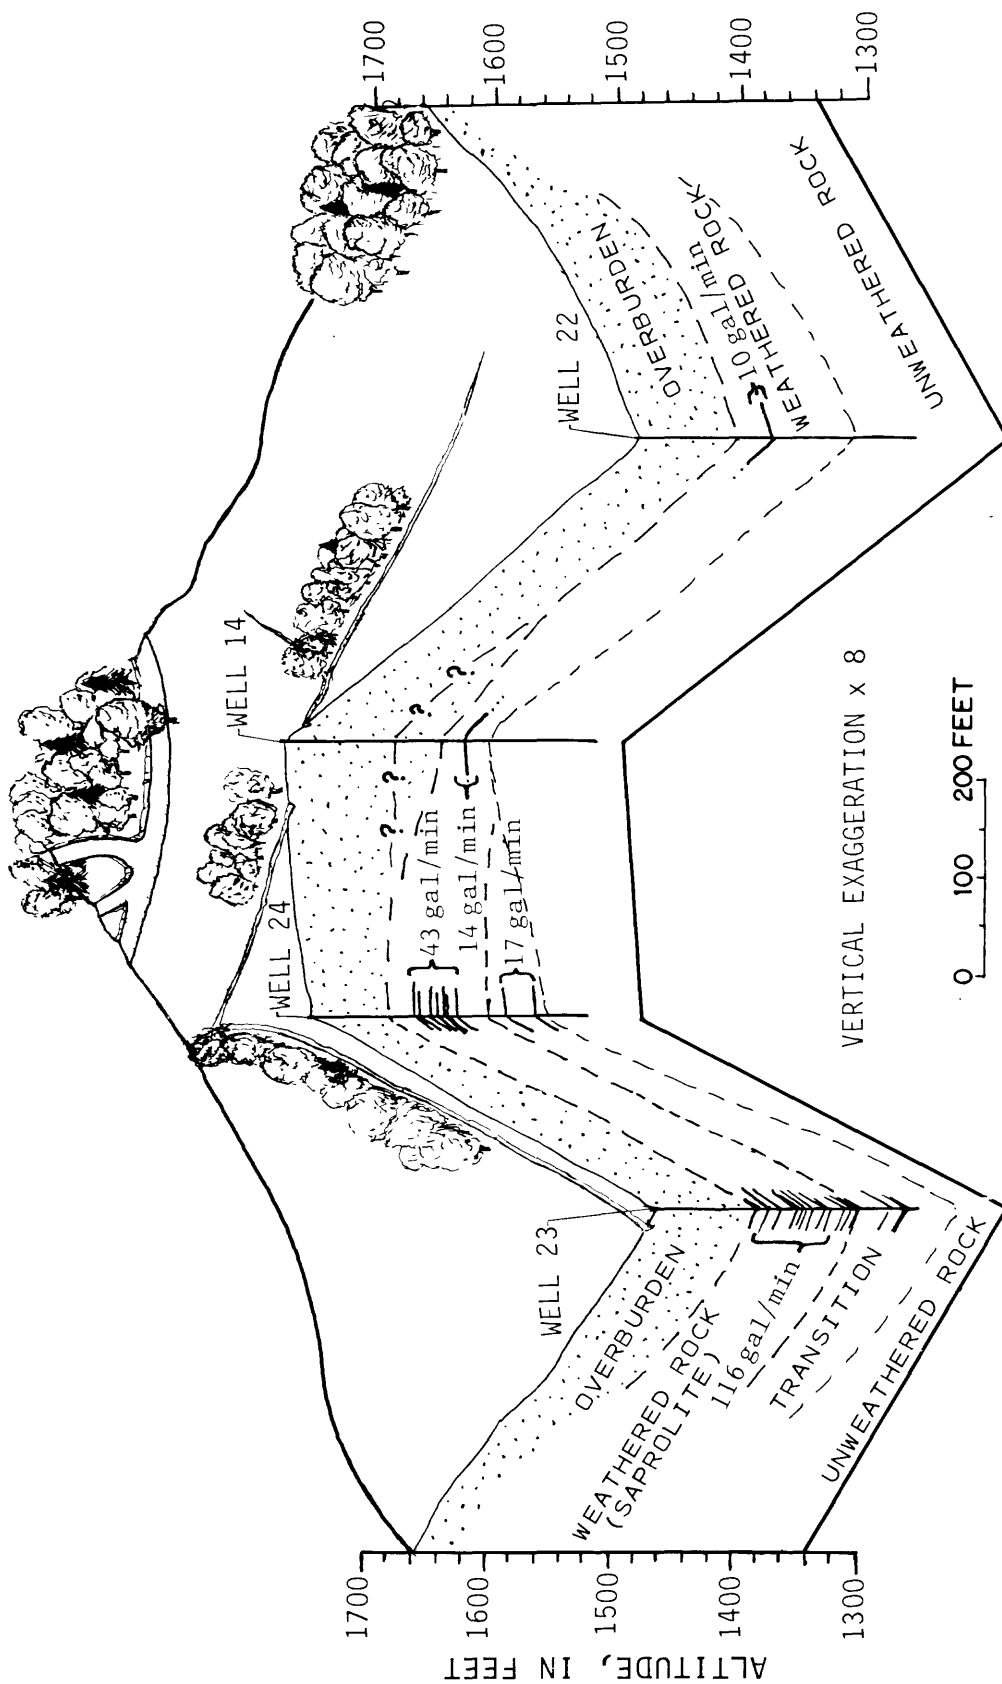 ALTITUDE, IN FEET
1700
1600
1500
1400
1300
WELL 23
OVERBURDEN
WEATHERED ROCK
(SAPROLITE)
116 gal/min
TRANSITION
UNWEATHERED ROCK
WELL 24
43 gal/min
14 gal/min
17 gal/min
? ?
WELL 14
? ?
WELL 22
OVERBURDEN
10 gal/min
WEATHERED ROCK
UNWEATHERED ROCK
1700
1600
1500
1400
1300
VERTICAL EXAGGERATION x 8
0 100 200 FEET